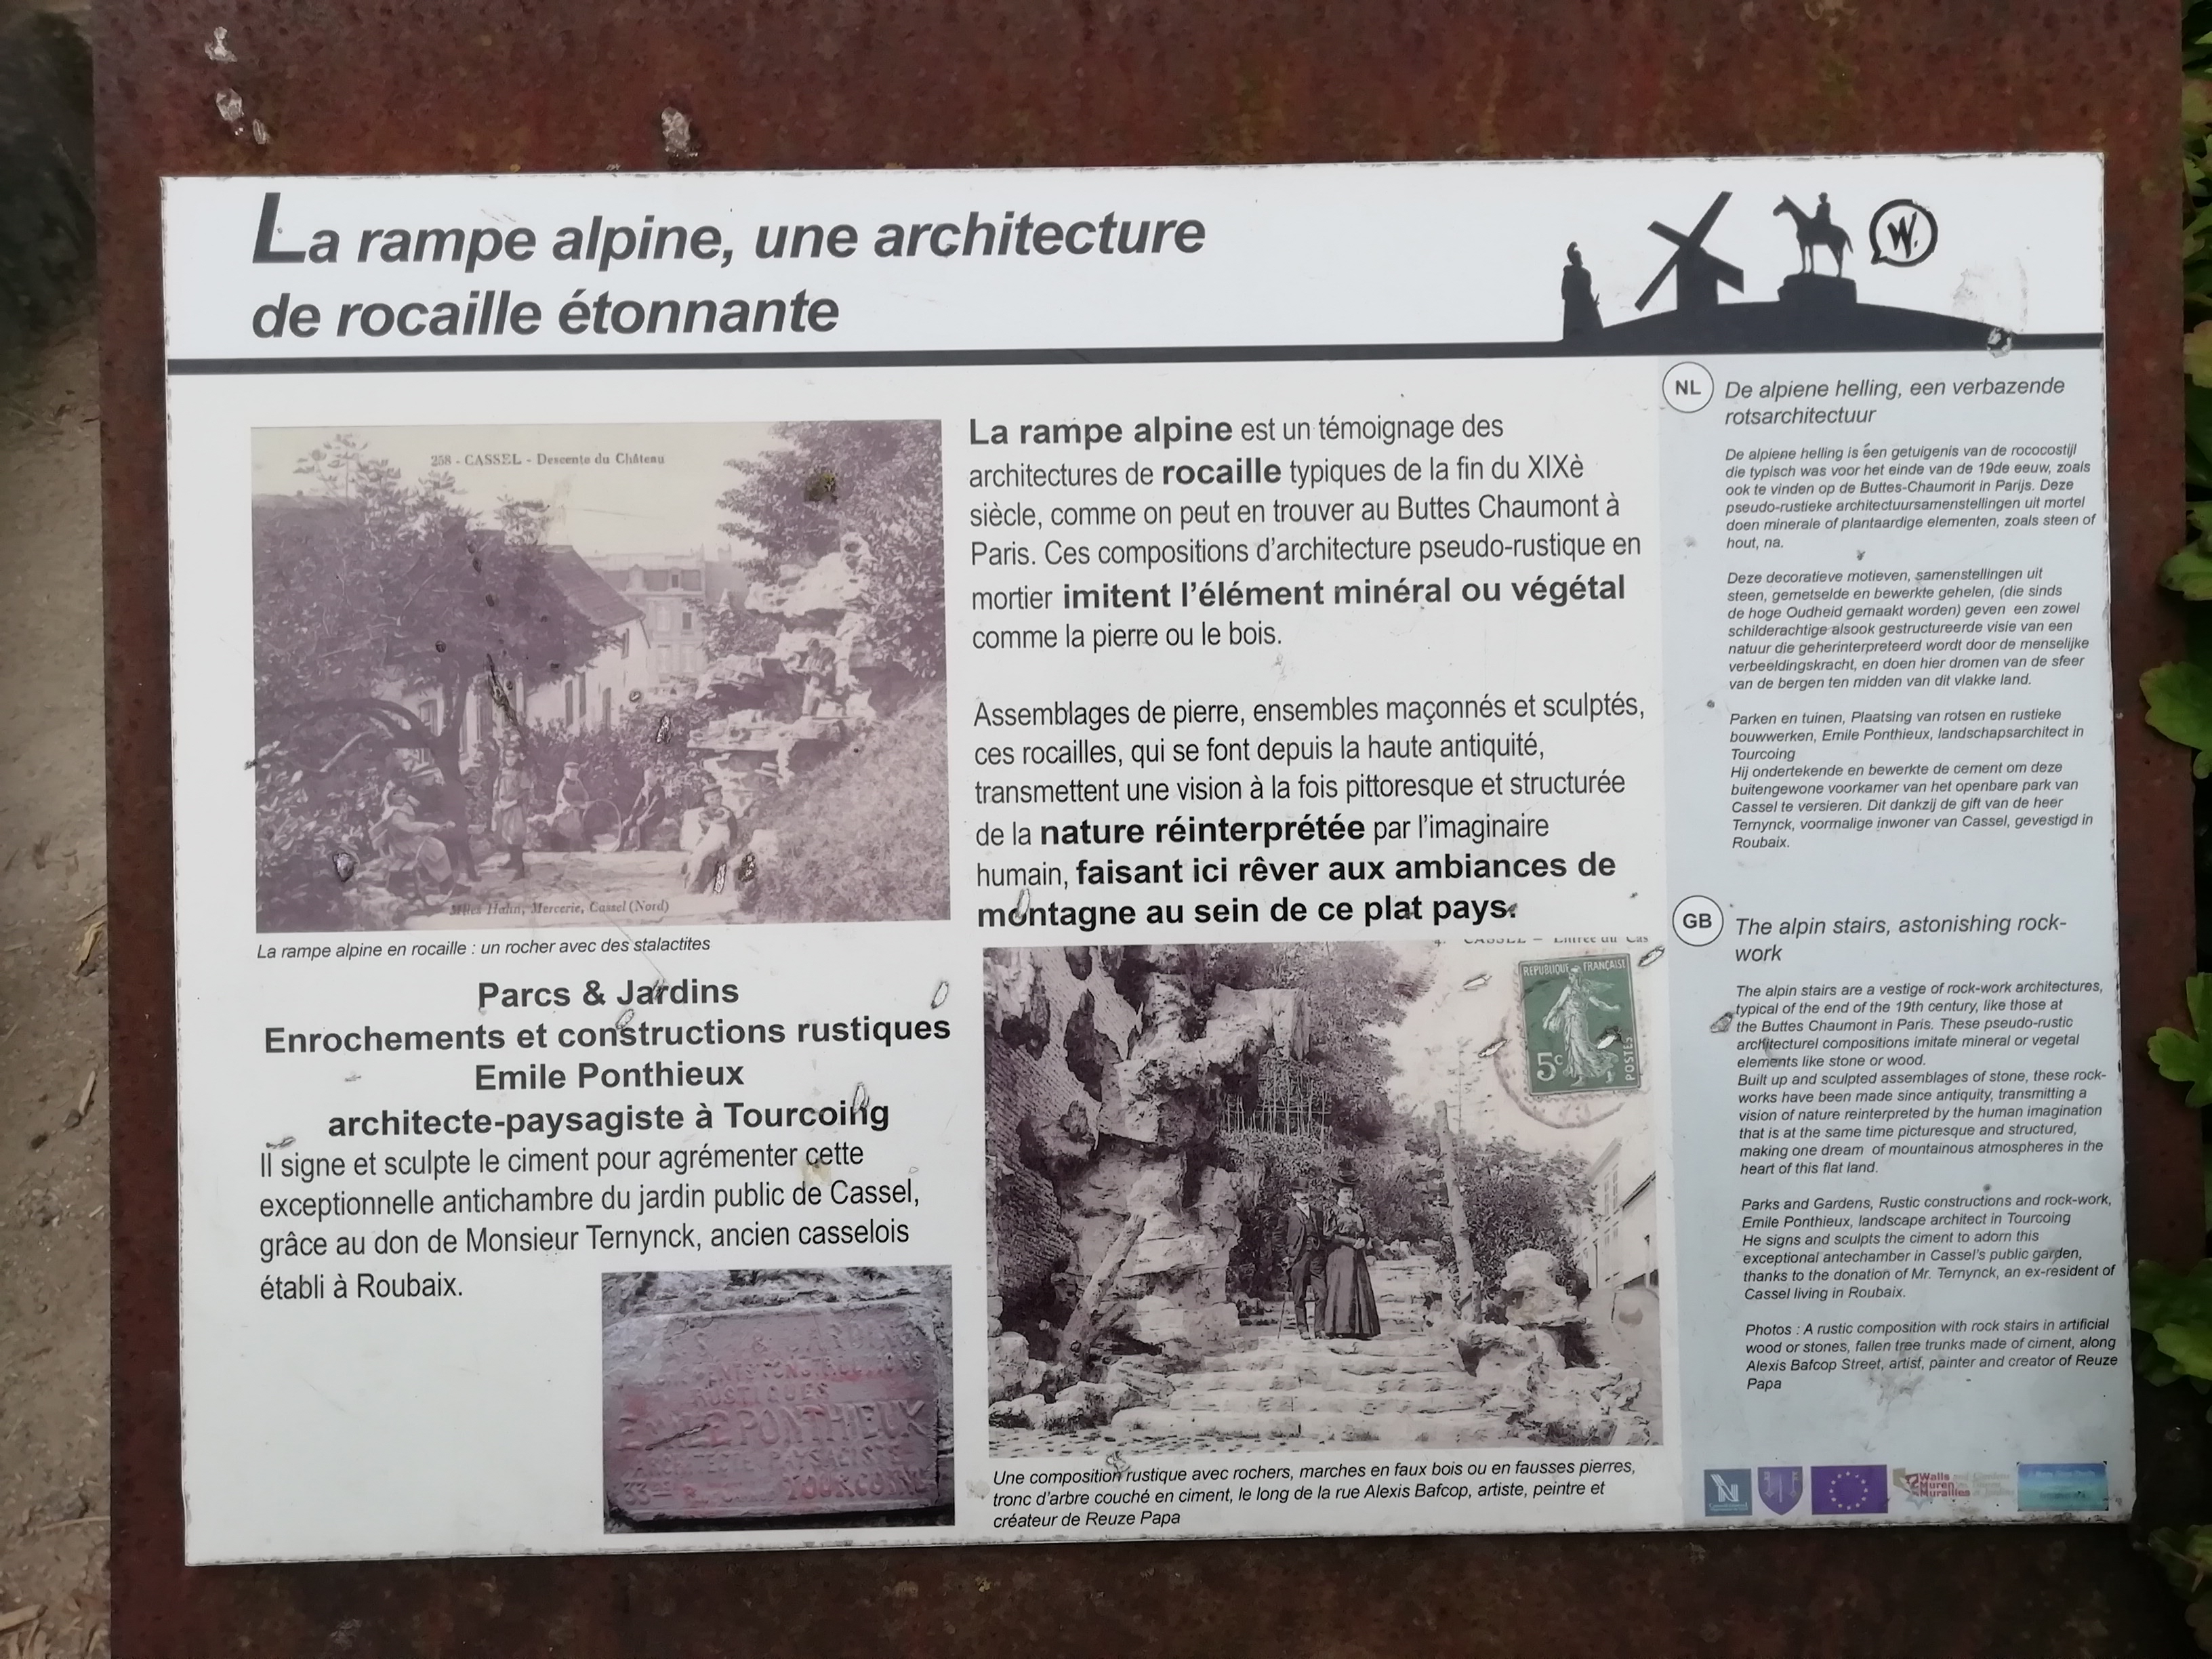 La rampe alpine, une architecture
de rocaille étonnante
W.
258 - CASSEL - Descente du Château
Mlles Hahn, Mercerie, Cassel (Nord)
La rampe alpine en rocaille : un rocher avec des stalactites
Parcs & Jardins
Enrochements et constructions rustiques
Emile Ponthieux
architecte-paysagiste à Tourcoing
Il signe et sculpte le ciment pour agrémenter cette
exceptionnelle antichambre du jardin public de Cassel,
grâce au don de Monsieur Ternynck, ancien casselois
établi à Roubaix.
RUSTIQUES
PONTHIEUX
TOURCOING
La rampe alpine est un témoignage des
architectures de rocaille typiques de la fin du XIXè
siècle, comme on peut en trouver au Buttes Chaumont à
Paris. Ces compositions d'architecture pseudo-rustique en
mortier imitent l'élément minéral ou végétal
comme la pierre ou le bois.
Assemblages de pierre, ensembles maçonnés et sculptés,
ces rocailles, qui se font depuis la haute antiquité,
transmettent une vision à la fois pittoresque et structurée
de la nature réinterprétée par l'imaginaire
humain, faisant ici rêver aux ambiances de
montagne au sein de ce plat pays.
CASSEL - Entrée du Cas
REPUBLIQUE FRANÇAISE
5c
POSTES
Une composition rustique avec rochers, marches en faux bois ou en fausses pierres,
tronc d'arbre couché en ciment, le long de la rue Alexis Bafcop, artiste, peintre et
créateur de Reuze Papa
NL
De alpiene helling, een verbazende
rotsarchitectuur
De alpiene helling is één getuigenis van de rococostijl
die typisch was voor het einde van de 19de eeuw, zoals
ook te vinden op de Buttes-Chaumont in Parijs. Deze
pseudo-rustieke architectuursamenstellingen uit mortel
doen minerale of plantaardige elementen, zoals steen of
hout, na.
Deze decoratieve motieven, samenstellingen uit
steen, gemetselde en bewerkte gehelen, (die sinds
de hoge Oudheid gemaakt worden) geven een zowel
schilderachtige alsook gestructureerde visie van een
natuur die geherinterpreteerd wordt door de menselijke
verbeeldingskracht, en doen hier dromen van de sfeer
van de bergen ten midden van dit vlakke land.
Parken en tuinen, Plaatsing van rotsen en rustieke
bouwwerken, Emile Ponthieux, landschapsarchitect in
Tourcoing
Hij ondertekende en bewerkte de cement om deze
buitengewone voorkamer van het openbare park van
Cassel te versieren. Dit dankzij de gift van de heer
Ternynck, voormalige inwoner van Cassel, gevestigd in
Roubaix.
GB
The alpin stairs, astonishing rock-
work
The alpin stairs are a vestige of rock-work architectures,
typical of the end of the 19th century, like those at
the Buttes Chaumont in Paris. These pseudo-rustic
architecturel compositions imitate mineral or vegetal
elements like stone or wood.
Built up and sculpted assemblages of stone, these rock-
works have been made since antiquity, transmitting a
vision of nature reinterpreted by the human imagination
that is at the same time picturesque and structured,
making one dream of mountainous atmospheres in the
heart of this flat land.
Parks and Gardens, Rustic constructions and rock-work,
Emile Ponthieux, landscape architect in Tourcoing
He signs and sculpts the ciment to adorn this
exceptional antechamber in Cassel's public garden,
thanks to the donation of Mr. Ternynck, an ex-resident of
Cassel living in Roubaix.
Photos : A rustic composition with rock stairs in artificial
wood or stones, fallen tree trunks made of ciment, along
Alexis Bafcop Street, artist, painter and creator of Reuze
Papa
N
Walls
Muren
Murailles